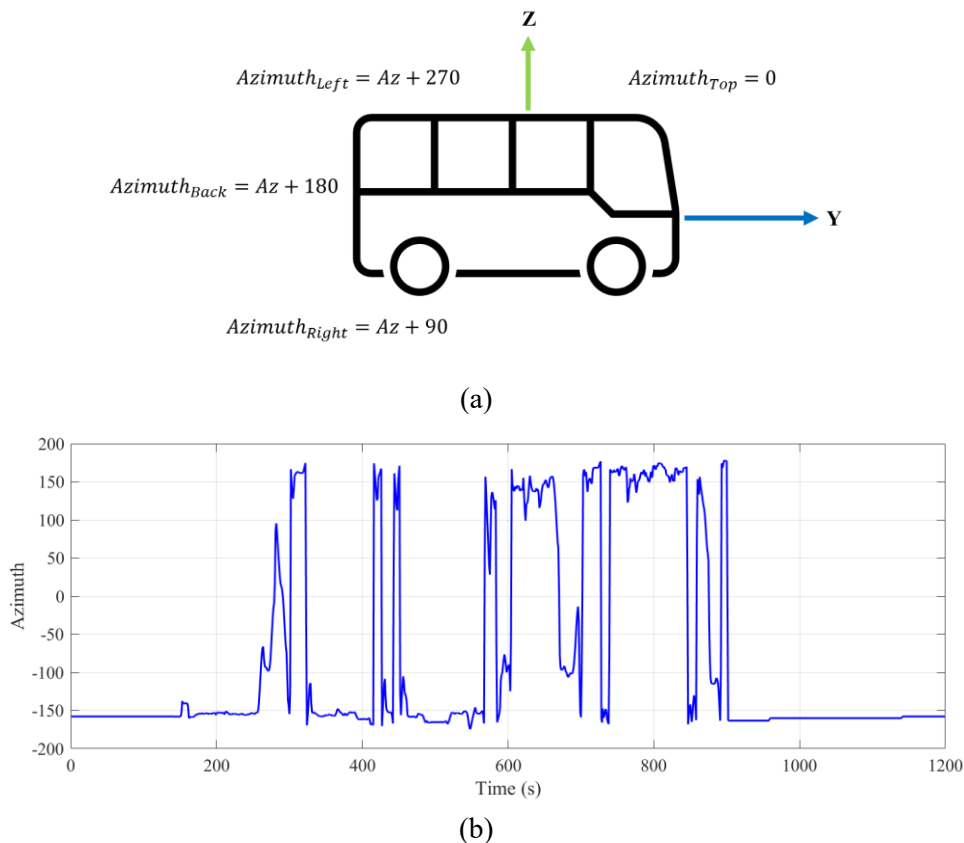 Z
Azimuth_Left = Az + 270
Azimuth_Top = 0
Azimuth_Back = Az + 180
Y
Azimuth_Right = Az + 90
(a)
200
150
100
50
0
-50
-100
-150
-200
Azimuth
0 200 400 600 800 1000 1200
Time (s)
(b)